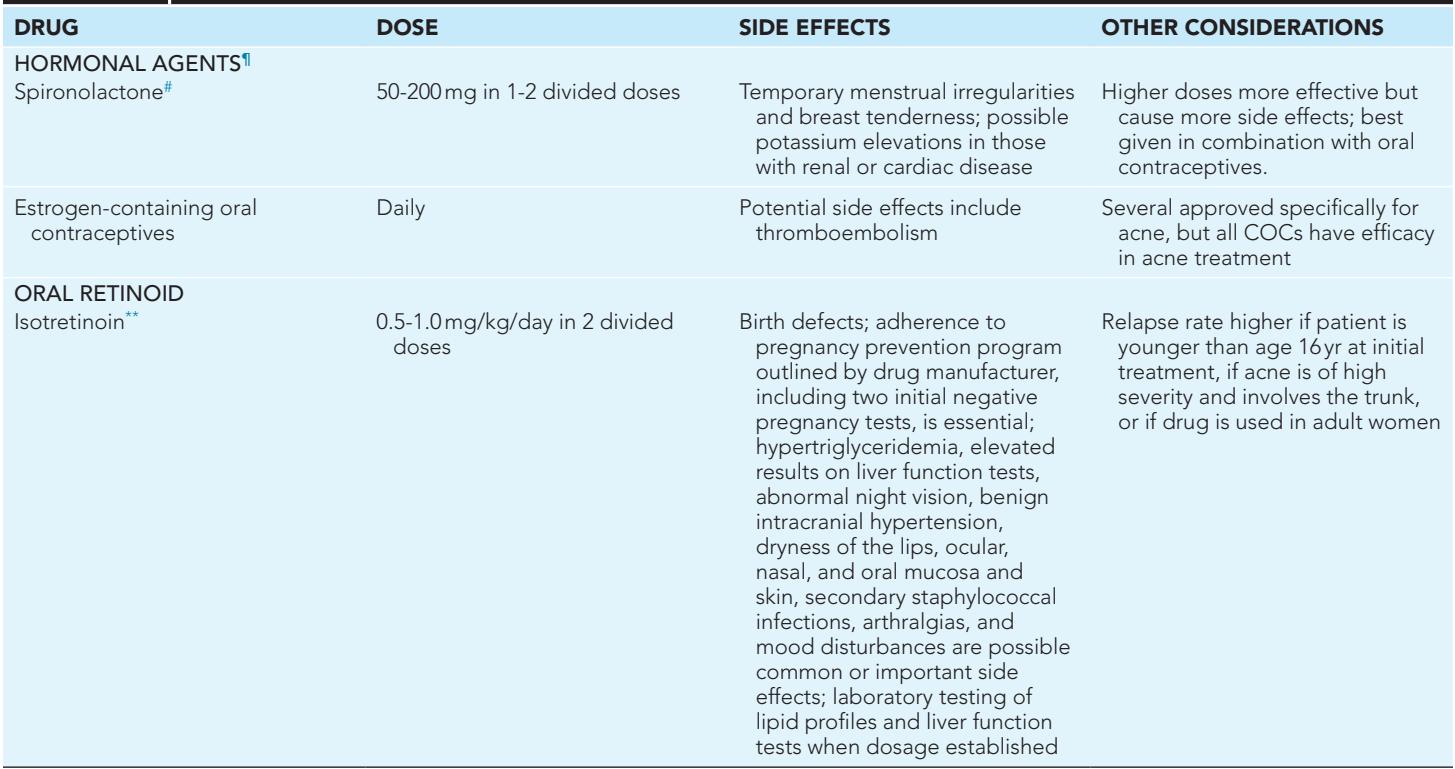 DRUG DOSE SIDE EFFECTS OTHER CONSIDERATIONS
HORMONAL AGENTS¶
Spironolactone#
50-200 mg in 1-2 divided doses
Temporary menstrual irregularities
and breast tenderness; possible
potassium elevations in those
with renal or cardiac disease
Higher doses more effective but
cause more side effects; best
given in combination with oral
contraceptives.
Estrogen-containing oral
contraceptives
Daily
Potential side effects include
thromboembolism
Several approved specifically for
acne, but all COCs have efficacy
in acne treatment
ORAL RETINOID
Isotretinoin**
0.5-1.0 mg/kg/day in 2 divided
doses
Birth defects; adherence to
pregnancy prevention program
outlined by drug manufacturer,
including two initial negative
pregnancy tests, is essential;
hypertriglyceridemia, elevated
results on liver function tests,
abnormal night vision, benign
intracranial hypertension,
dryness of the lips, ocular,
nasal, and oral mucosa and
skin, secondary staphylococcal
infections, arthralgias, and
mood disturbances are possible
common or important side
effects; laboratory testing of
lipid profiles and liver function
tests when dosage established
Relapse rate higher if patient is
younger than age 16 yr at initial
treatment, if acne is of high
severity and involves the trunk,
or if drug is used in adult women